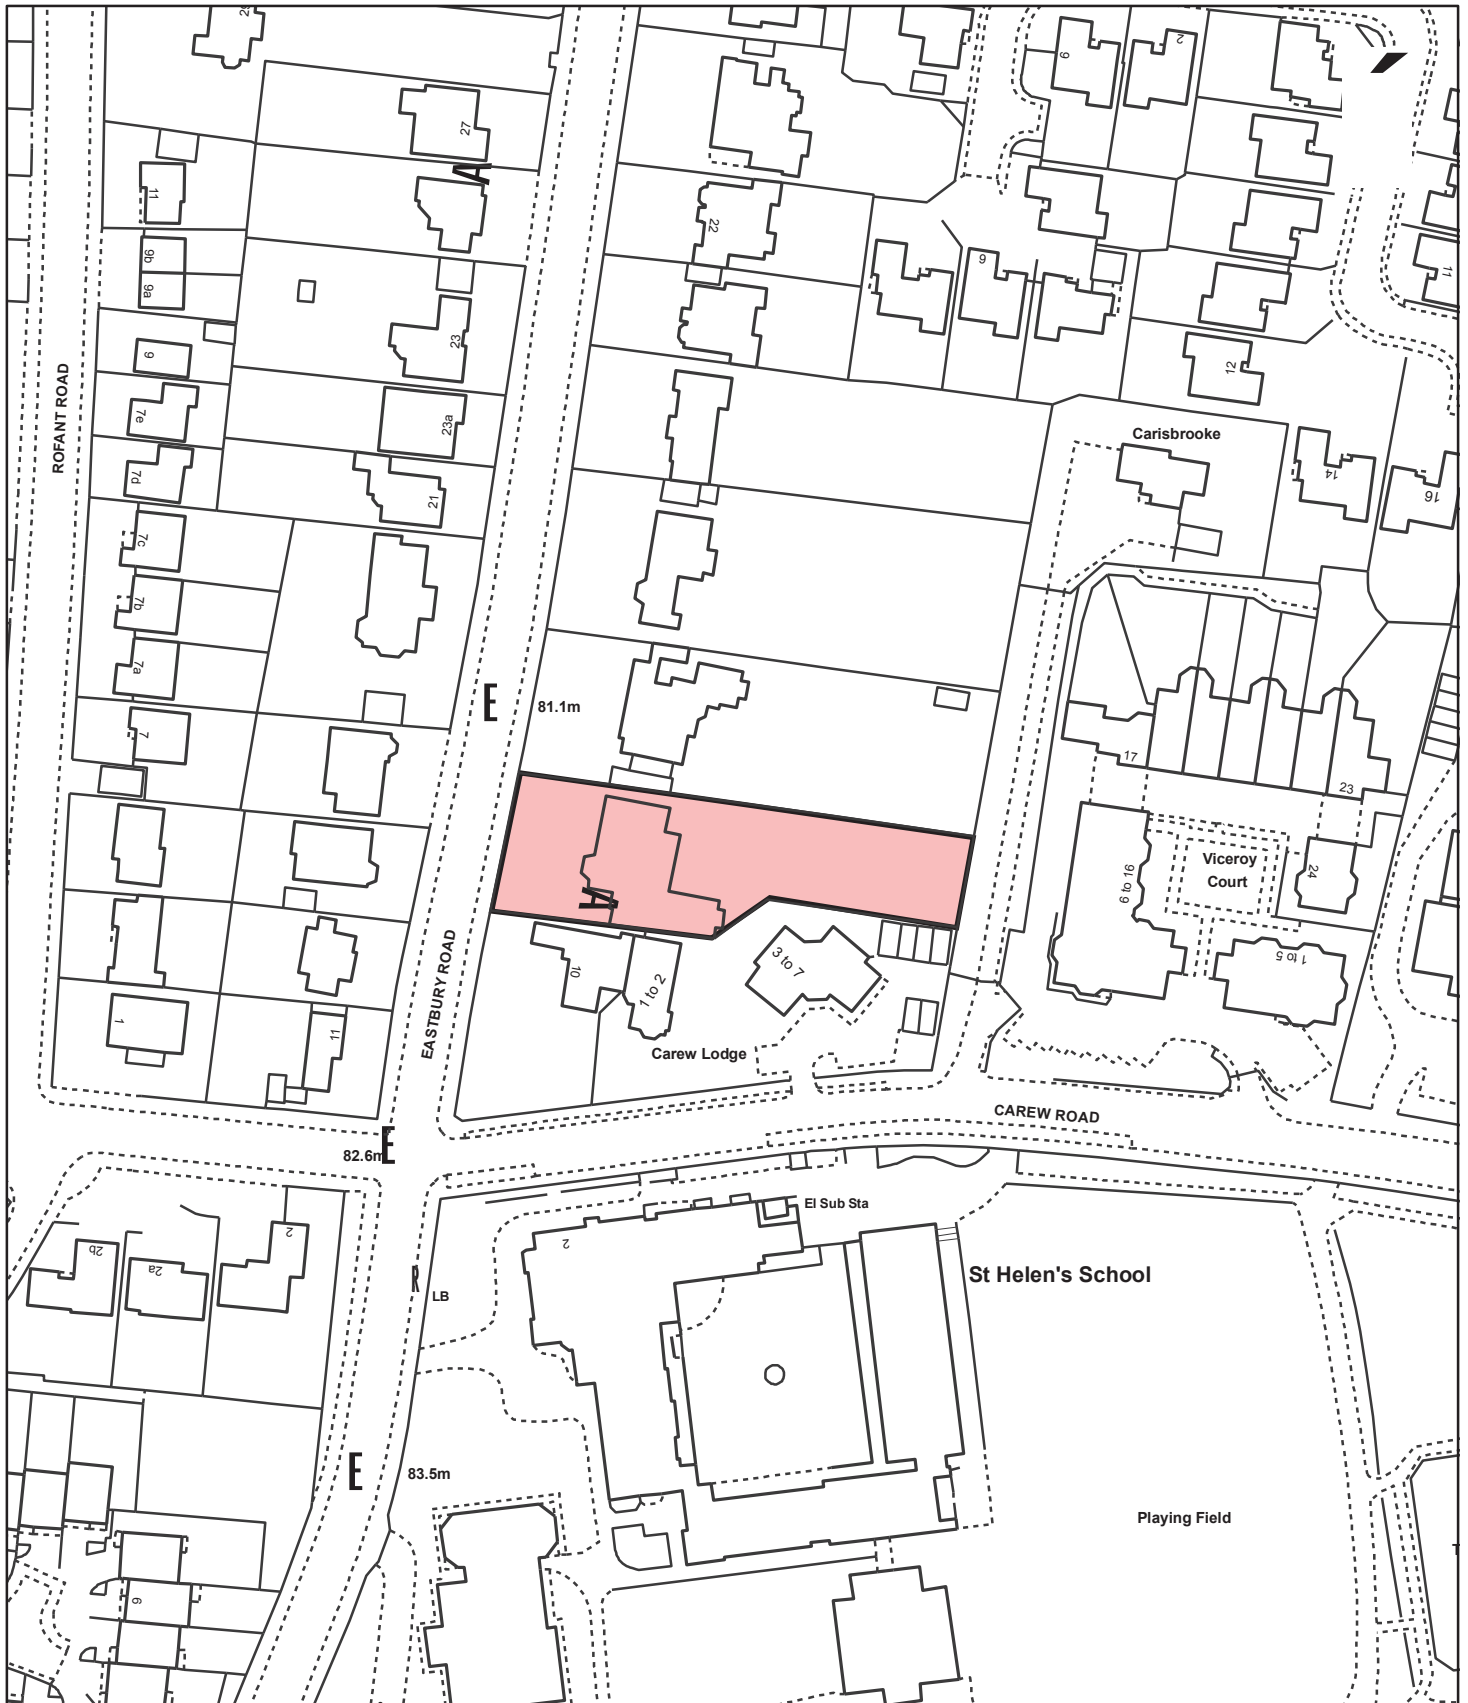 27
A
11
9b
9a
9
7e
7d
7c
7b
7a
7
1
ROFANT ROAD
23
23a
21
11
22
9
2
6
12
11
Carisbrooke
14
16
E
81.1m
17
23
Viceroy
Court
24
6 to 16
1 to 5
A
10
1 to 2
3 to 7
Carew Lodge
EASTBURY ROAD
CAREW ROAD
E
82.6m
El Sub Sta
2b
2a
2
2
R
LB
St Helen's School
E
83.5m
Playing Field